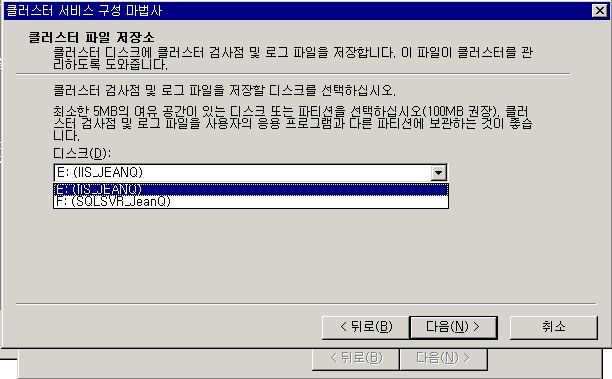 클러스터 서비스 구성 마법사
클러스터 파일 저장소
클러스터 디스크에 클러스터 검사점 및 로그 파일을 저장합니다. 이 파일이 클러스터를 관
리하도록 도와줍니다.
클러스터 검사점 및 로그 파일을 저장할 디스크를 선택하십시오.
최소한 5MB의 여유 공간이 있는 디스크 또는 파티션을 선택하십시오(100MB 권장). 클러
스터 검사점 및 로그 파일을 사용자의 응용 프로그램과 다른 파티션에 보관하는 것이 좋습
니다.
디스크(D):
E: (IIS_JEANQ)
E: (IIS_JEANQ)
F: (SQLSVR_JeanQ)
< 뒤로(B) 다음(N) > 취소
< 뒤로(B) 다음(N) >